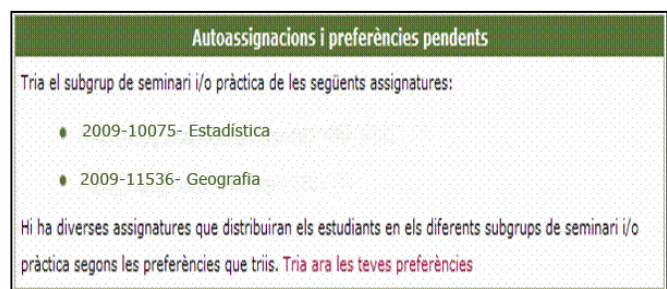 Autoassignacions i preferències pendents
Tria el subgrup de seminari i/o pràctica de les següents assignatures:
2009-10075- Estadística
2009-11536- Geografia
Hi ha diverses assignatures que distribuiran els estudiants en els diferents subgrups de seminari i/o
pràctica segons les preferències que triïs. Tria ara les teves preferències